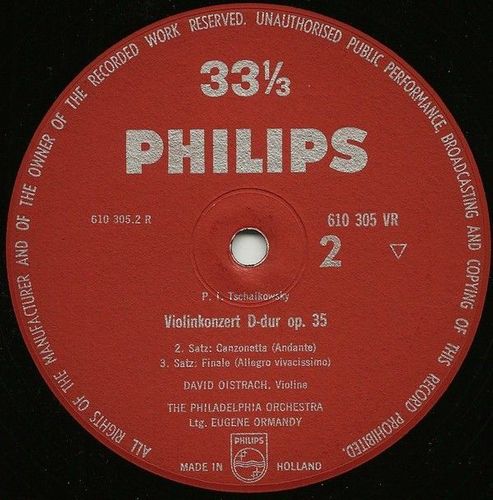 ALL RIGHTS OF THE MANUFACTURER AND OF THE OWNER OF THE RECORDED WORK RESERVED. UNAUTHORISED PUBLIC PERFORMANCE, BROADCASTING AND COPYING OF THIS RECORD PROHIBITED.
33⅓
PHILIPS
610 305.2 R
610 305 VR
2 ▽
P. I. Tschaikowsky
Violinkonzert D-dur op. 35
2. Satz: Canzonetta (Andante)
3. Satz: Finale (Allegro vivacissimo)
DAVID OISTRACH, Violine
THE PHILADELPHIA ORCHESTRA
Ltg. EUGENE ORMANDY
PHILIPS
MADE IN HOLLAND